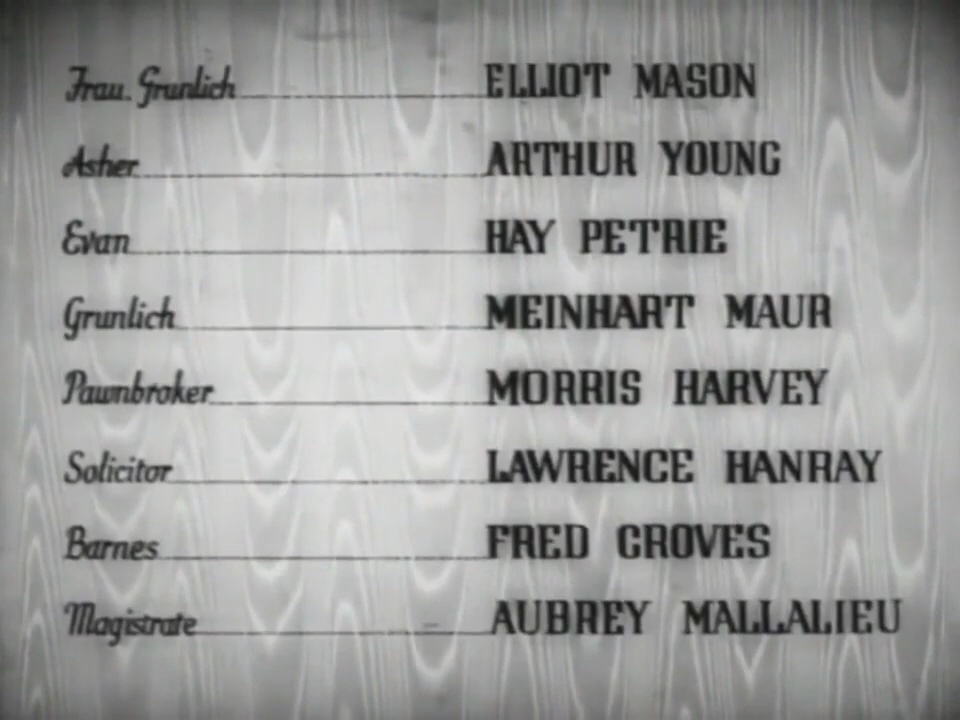 Frau Grunlich ELLIOT MASON
Asher ARTHUR YOUNG
Evan HAY PETRIE
Grunlich MEINHART MAUR
Pawnbroker MORRIS HARVEY
Solicitor LAWRENCE HANRAY
Barnes FRED GROVES
Magistrate AUBREY MALLALIEU